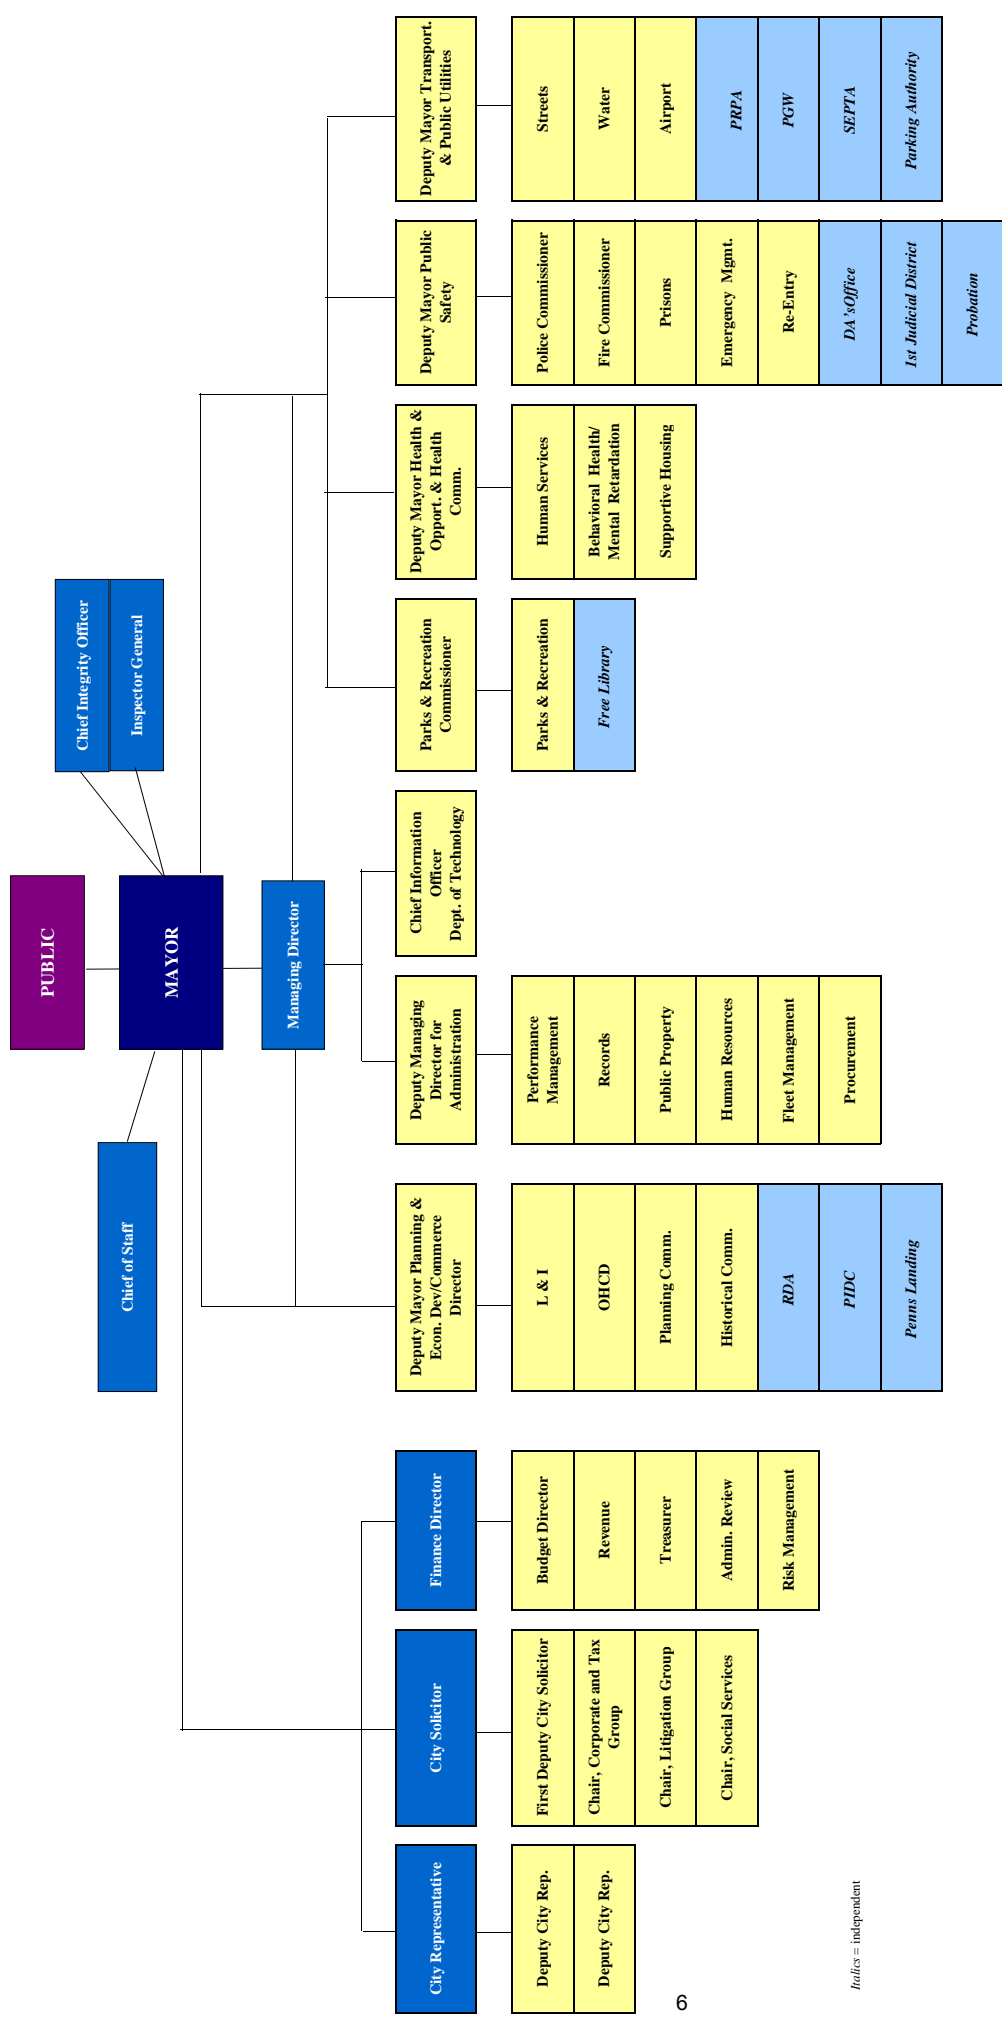 PUBLIC
MAYOR
Chief Integrity Officer
Inspector General
Chief of Staff
Managing Director
City Representative
City Solicitor
Finance Director
Deputy Mayor Planning &
Econ. Dev/Commerce
Director
Deputy Managing
Director for
Administration
Chief Information
Officer
Dept. of Technology
Parks & Recreation
Commissioner
Deputy Mayor Health &
Opport. & Health
Comm.
Deputy Mayor Public
Safety
Deputy Mayor Transport.
& Public Utilities
Deputy City Rep.
Deputy City Rep.
First Deputy City Solicitor
Chair, Corporate and Tax
Group
Chair, Litigation Group
Chair, Social Services
Budget Director
Revenue
Treasurer
Admin. Review
Risk Management
L & I
OHCD
Planning Comm.
Historical Comm.
RDA
PIDC
Penns Landing
Performance
Management
Records
Public Property
Human Resources
Fleet Management
Procurement
Parks & Recreation
Free Library
Human Services
Behavioral Health/
Mental Retardation
Supportive Housing
Police Commissioner
Fire Commissioner
Prisons
Emergency Mgmt.
Re-Entry
DA'sOffice
1st Judicial District
Probation
Streets
Water
Airport
PRPA
PGW
SEPTA
Parking Authority
Italics = independent
6